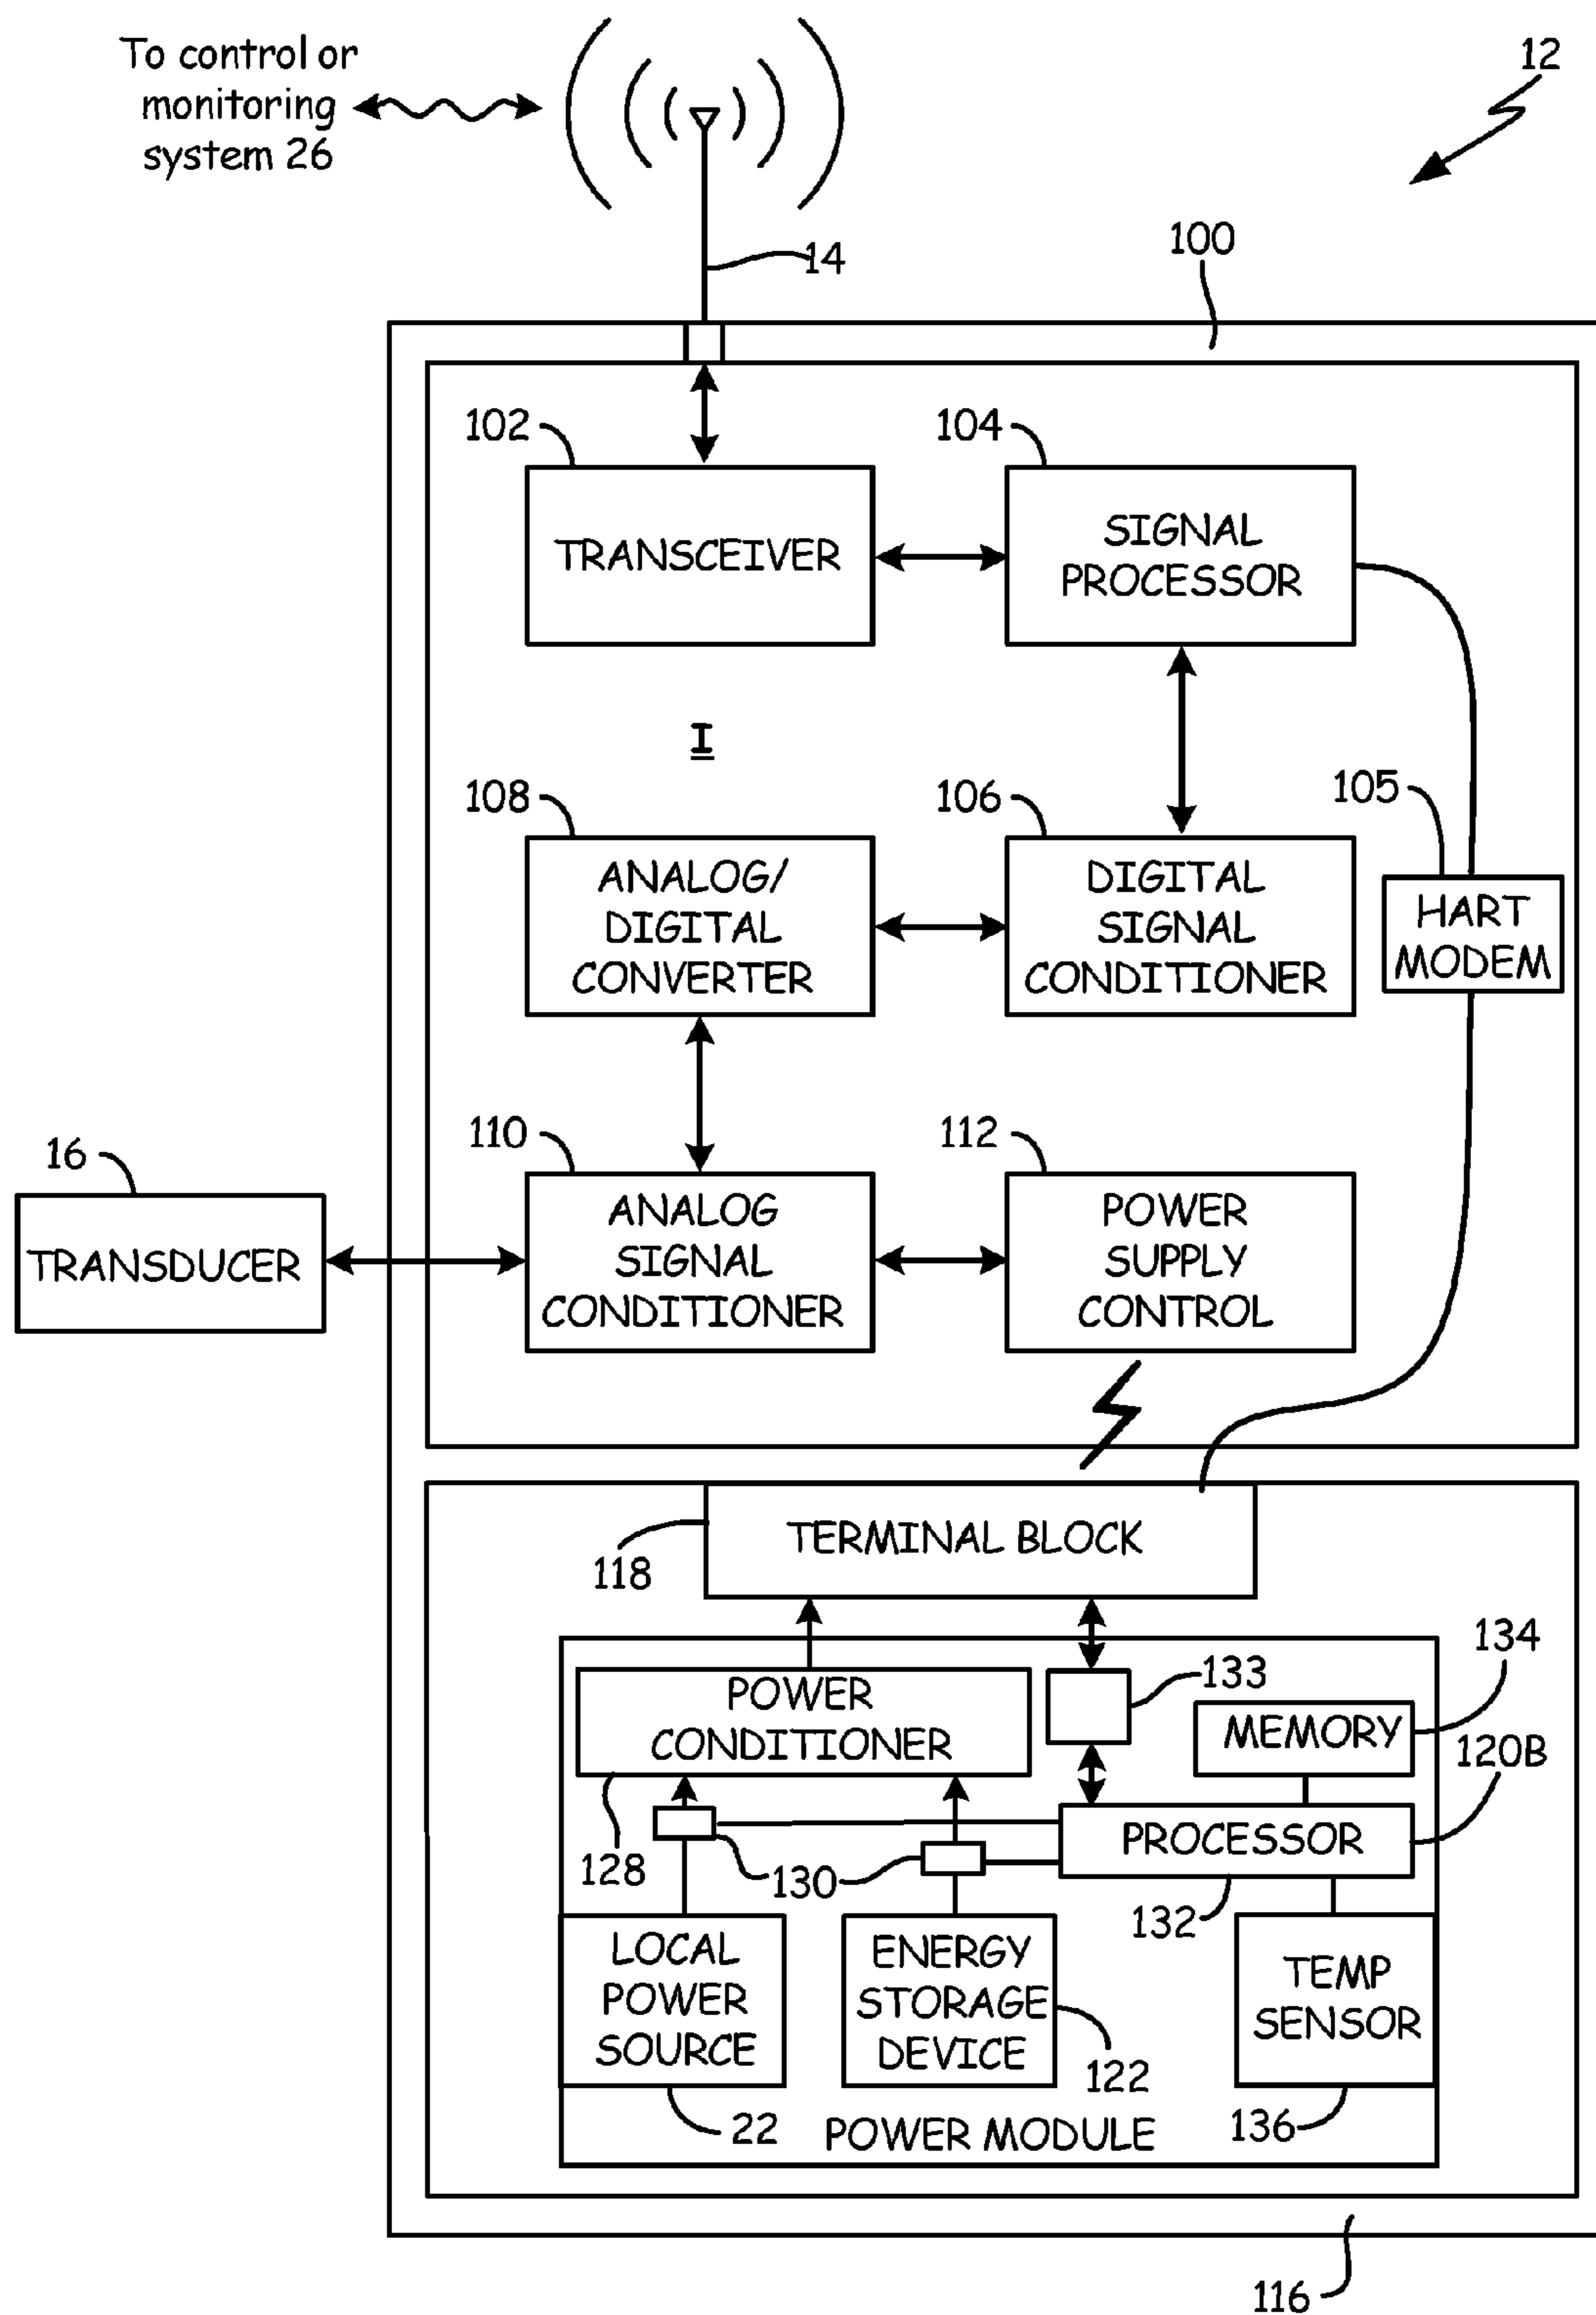 To control or
monitoring
system 26
12
14
100
102
104
TRANSCEIVER
SIGNAL
PROCESSOR
I
108
106
105
ANALOG/
DIGITAL
CONVERTER
DIGITAL
SIGNAL
CONDITIONER
HART
MODEM
110
112
16
TRANSDUCER
ANALOG
SIGNAL
CONDITIONER
POWER
SUPPLY
CONTROL
TERMINAL BLOCK
118
134
133
POWER
CONDITIONER
MEMORY
120B
PROCESSOR
128
130
132
LOCAL
POWER
SOURCE
ENERGY
STORAGE
DEVICE
TEMP
SENSOR
122
22
POWER MODULE
136
116